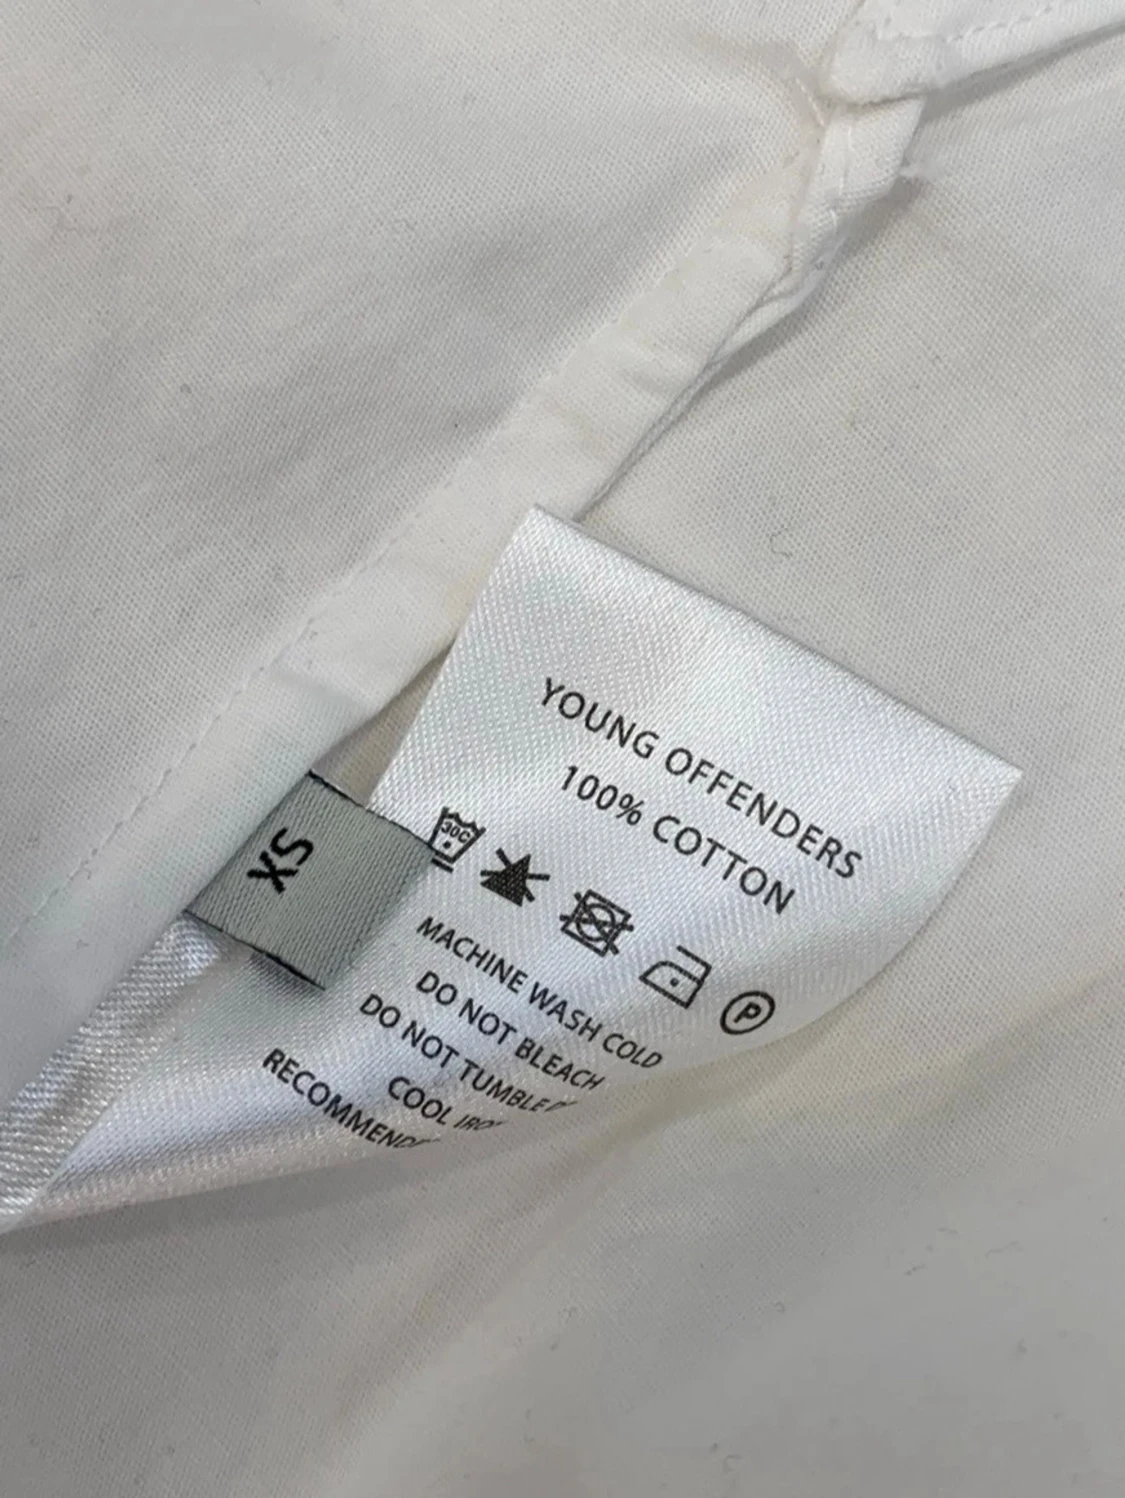 YOUNG OFFENDERS
100% COTTON
30C
P
MACHINE WASH COLD
DO NOT BLEACH
DO NOT TUMBLE
COOL
XS